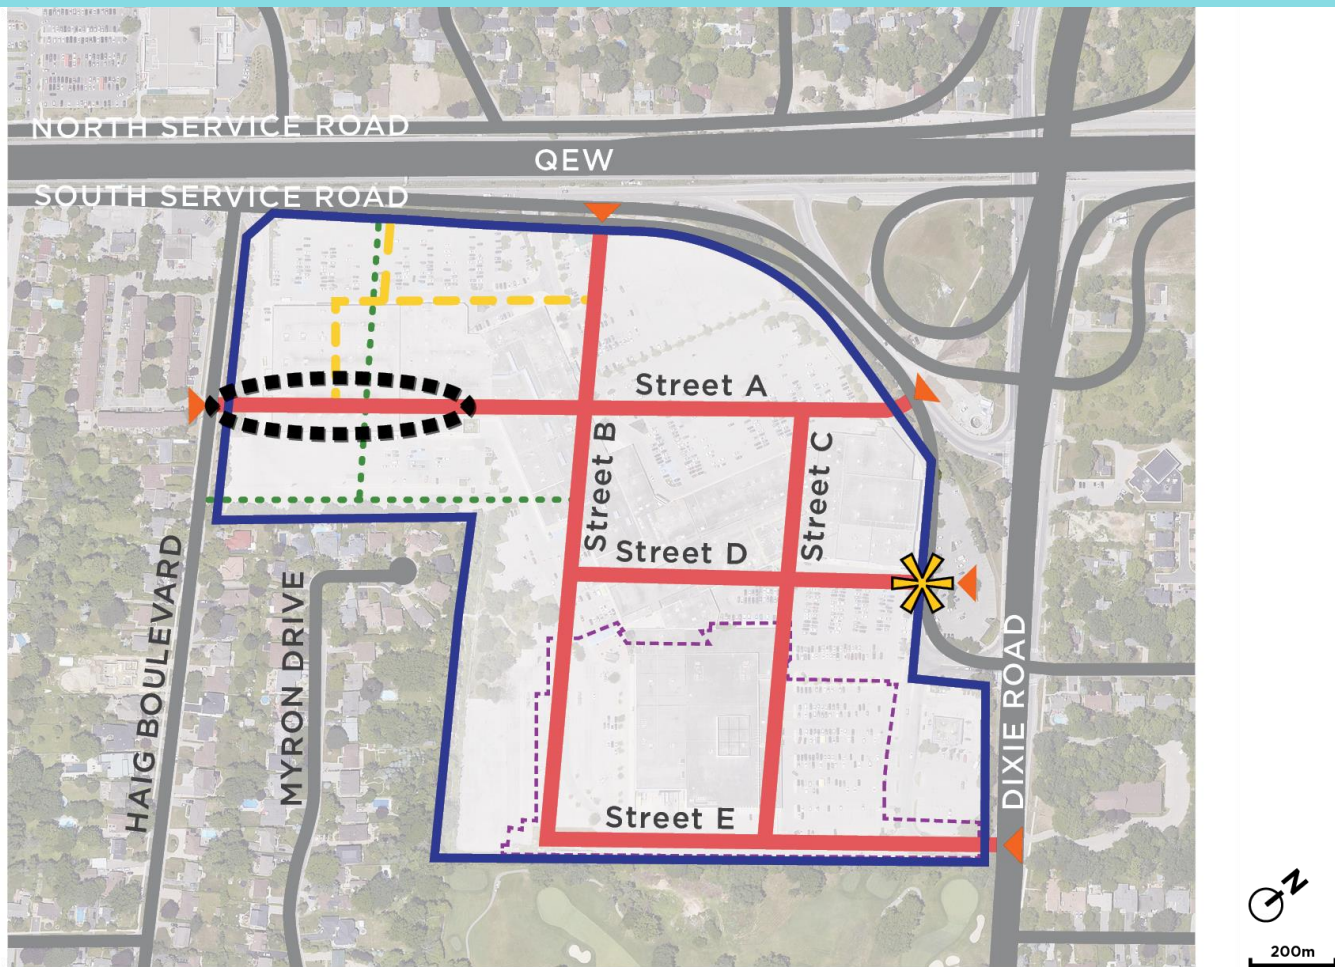 NORTH SERVICE ROAD
QEW
SOUTH SERVICE ROAD
Street A
Street B
Street C
Street D
HAIG BOULEVARD
MYRON DRIVE
DIXIE ROAD
Street E
N
200m